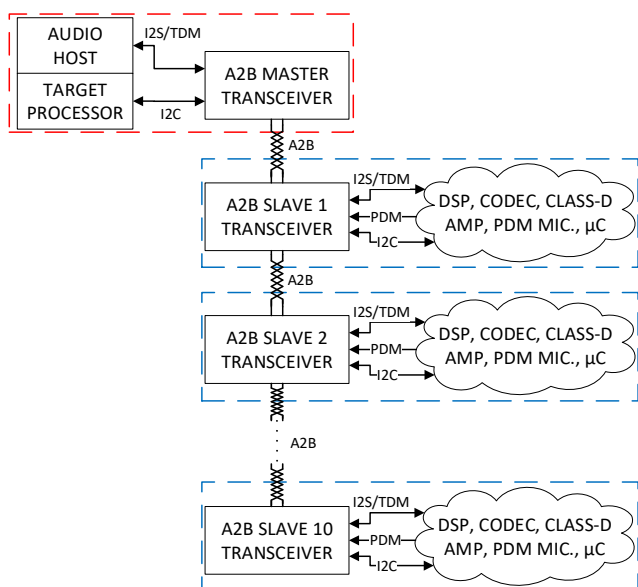 AUDIO
HOST
I2S/TDM
A2B MASTER
TRANSCEIVER
TARGET
PROCESSOR
I2C
A2B
A2B SLAVE 1
TRANSCEIVER
I2S/TDM
PDM
I2C
DSP, CODEC, CLASS-D
AMP, PDM MIC., µC
A2B
A2B SLAVE 2
TRANSCEIVER
I2S/TDM
PDM
I2C
DSP, CODEC, CLASS-D
AMP, PDM MIC., µC
A2B
A2B SLAVE 10
TRANSCEIVER
I2S/TDM
PDM
I2C
DSP, CODEC, CLASS-D
AMP, PDM MIC., µC